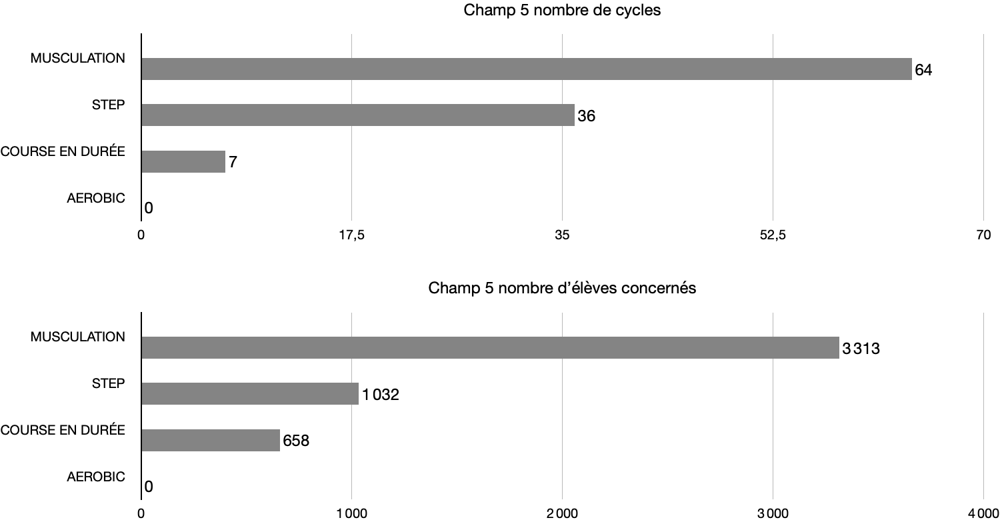 Champ 5 nombre de cycles
MUSCULATION
64
STEP
36
COURSE EN DURÉE
7
AEROBIC
0
0 17,5 35 52,5 70
Champ 5 nombre d’élèves concernés
MUSCULATION
3 313
STEP
1 032
COURSE EN DURÉE
658
AEROBIC
0
0 1 000 2 000 3 000 4 000